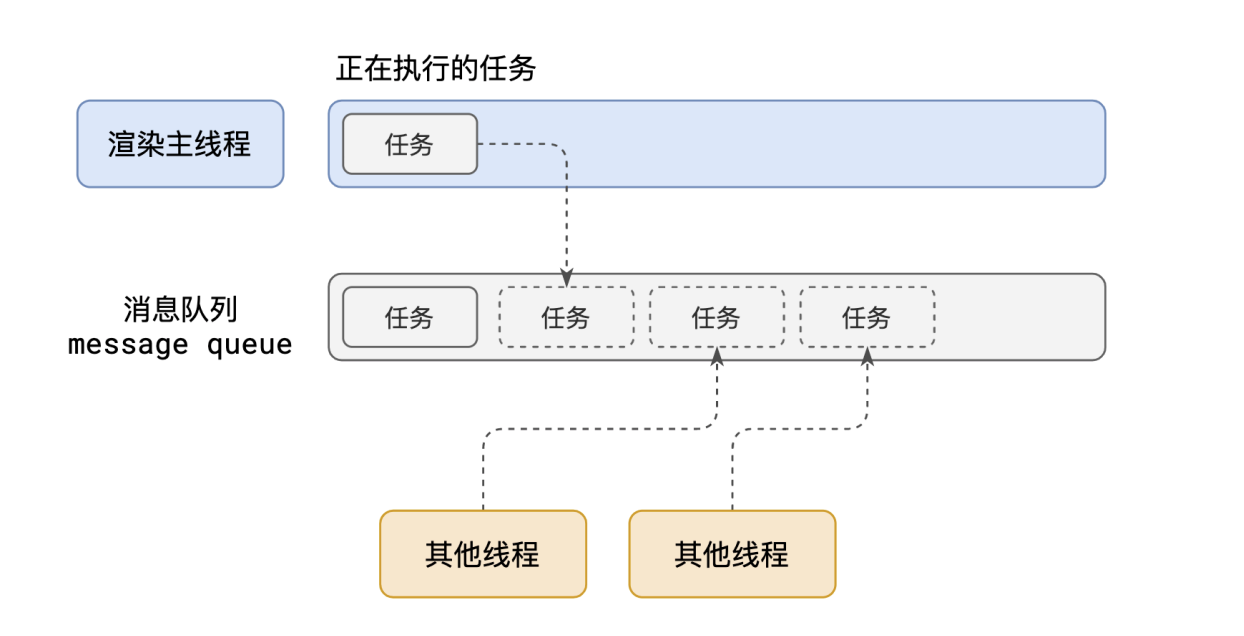 正在执行的任务
渲染主线程
任务
消息队列
message queue
任务
任务
任务
任务
其他线程
其他线程